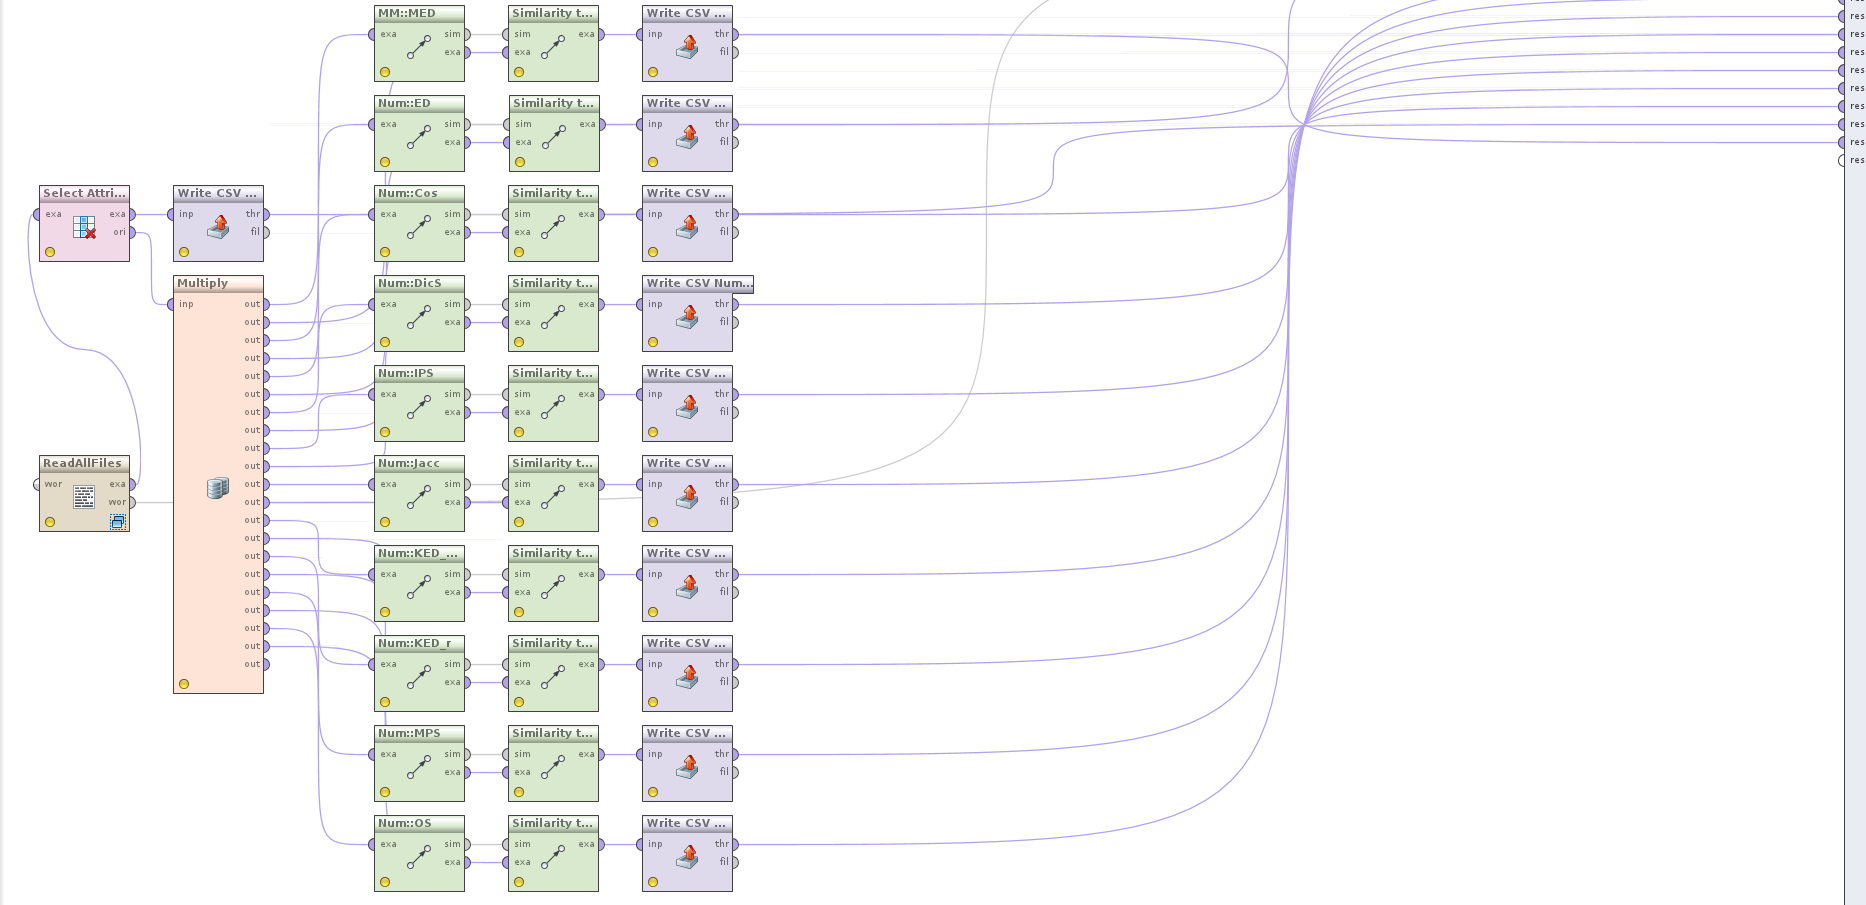 MM::MED Similarity t... Write CSV ...
exa sim sim exa inp thr
exa exa fil
Num::ED Similarity t... Write CSV ...
exa sim sim exa inp thr
exa exa fil
Select Attri... Write CSV ... Num::Cos Similarity t... Write CSV ...
exa exa inp thr exa sim sim exa inp thr
ori fil exa exa fil
Multiply Num::DicS Similarity t... Write CSV Num...
inp out exa sim sim exa inp thr
out exa exa fil
out
out
Num::IPS Similarity t... Write CSV ...
out
out exa sim sim exa inp thr
out exa exa fil
out
out
ReadAllFiles Num::Jacc Similarity t... Write CSV ...
out
wor exa out exa sim sim exa inp thr
wor out exa exa fil
out
out
Num::KED_... Similarity t... Write CSV ...
out
out exa sim sim exa inp thr
out exa exa fil
out
out
Num::KED_r Similarity t... Write CSV ...
out
out exa sim sim exa inp thr
exa exa fil
Num::MPS Similarity t... Write CSV ...
exa sim sim exa inp thr
exa exa fil
Num::OS Similarity t... Write CSV ...
exa sim sim exa inp thr
exa exa fil
res
res
res
res
res
res
res
res
res